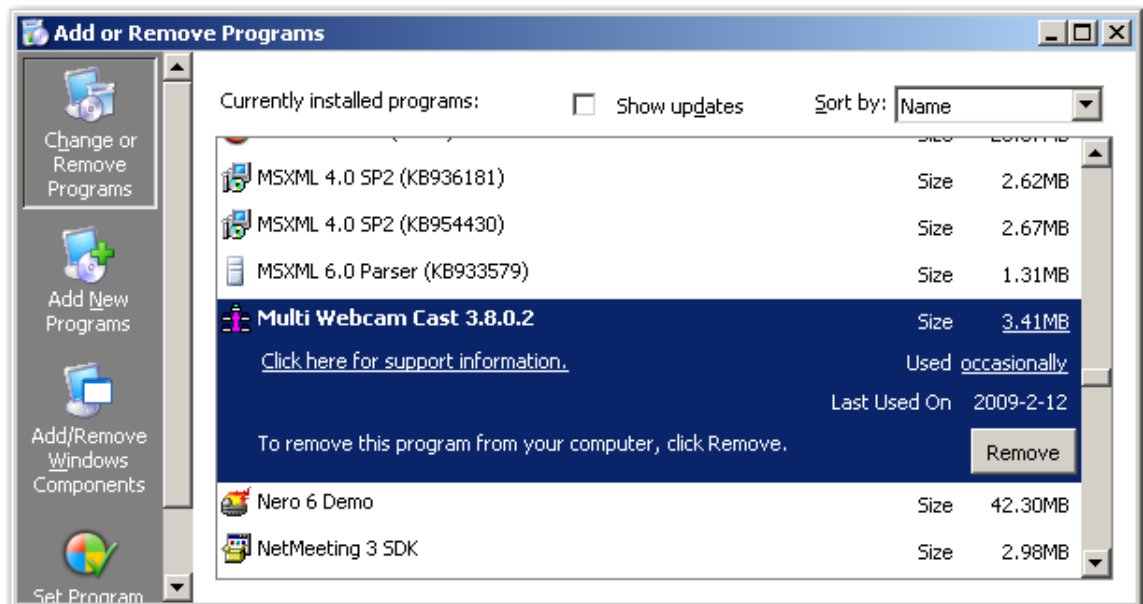 Add or Remove Programs
Change or
Remove
Programs
Add New
Programs
Add/Remove
Windows
Components
Set Program
Currently installed programs:
Show updates
Sort by: Name
MSXML 4.0 SP2 (KB936181) Size 2.62MB
MSXML 4.0 SP2 (KB954430) Size 2.67MB
MSXML 6.0 Parser (KB933579) Size 1.31MB
Multi Webcam Cast 3.8.0.2 Size 3.41MB
Click here for support information. Used occasionally
Last Used On 2009-2-12
To remove this program from your computer, click Remove. Remove
Nero 6 Demo Size 42.30MB
NetMeeting 3 SDK Size 2.98MB